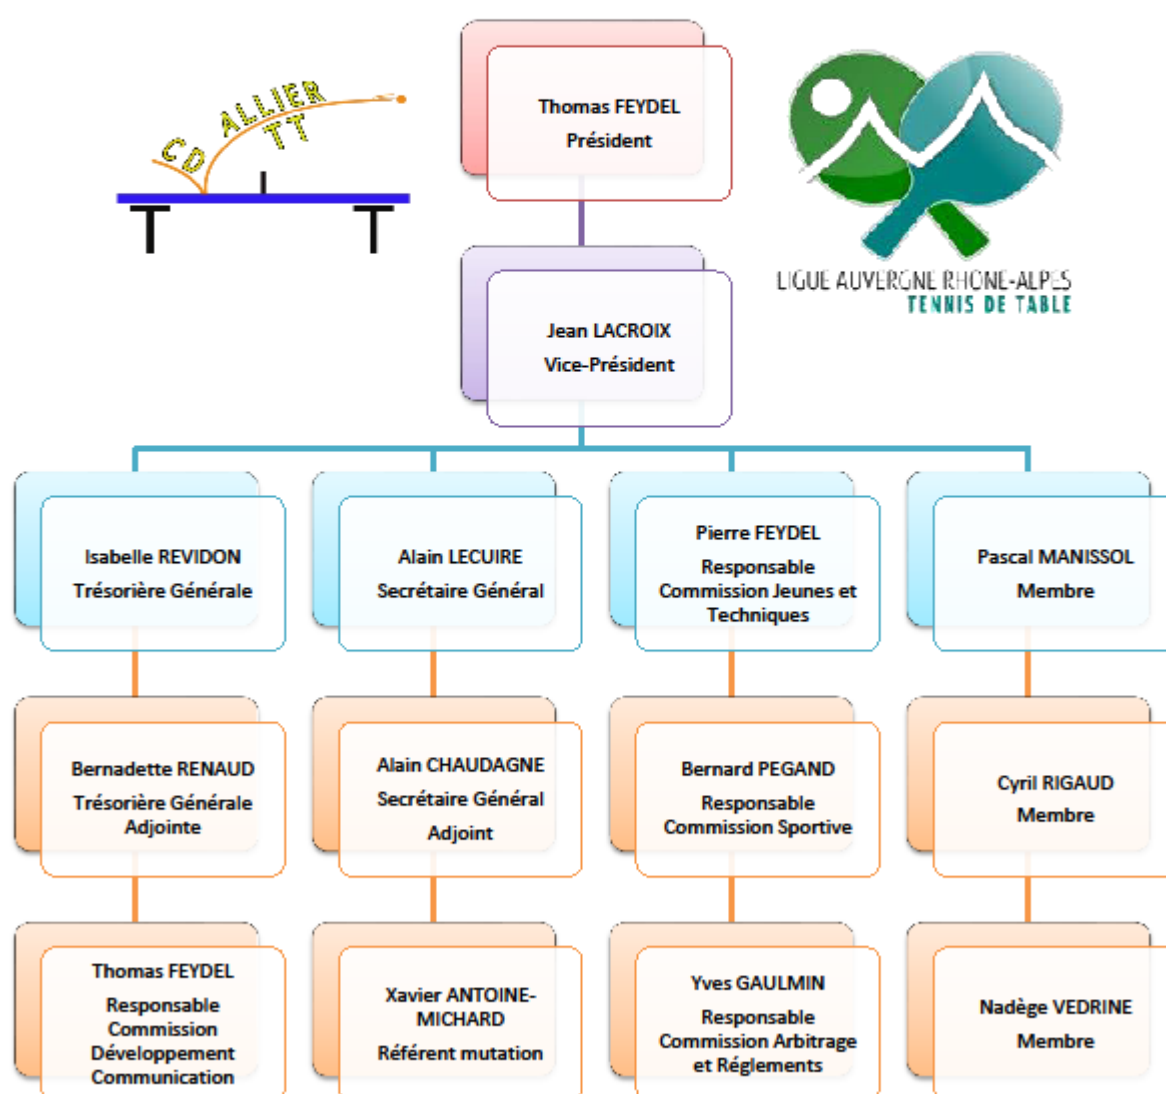 CD ALLIER
TT
Thomas FEYDEL
Président
LIGUE AUVERGNE RHONE-ALPES
TENNIS DE TABLE
Jean LACROIX
Vice-Président
Isabelle REVIDON
Trésorière Générale
Alain LECUIRE
Secrétaire Général
Pierre FEYDEL
Responsable
Commission Jeunes et
Techniques
Pascal MANISSOL
Membre
Bernadette RENAUD
Trésorière Générale
Adjointe
Alain CHAUDAGNE
Secrétaire Général
Adjoint
Bernard PEGAND
Responsable
Commission Sportive
Cyril RIGAUD
Membre
Thomas FEYDEL
Responsable
Commission
Développement
Communication
Xavier ANTOINE-
MICHARD
Référent mutation
Yves GAULMIN
Responsable
Commission Arbitrage
et Réglements
Nadège VEDRINE
Membre